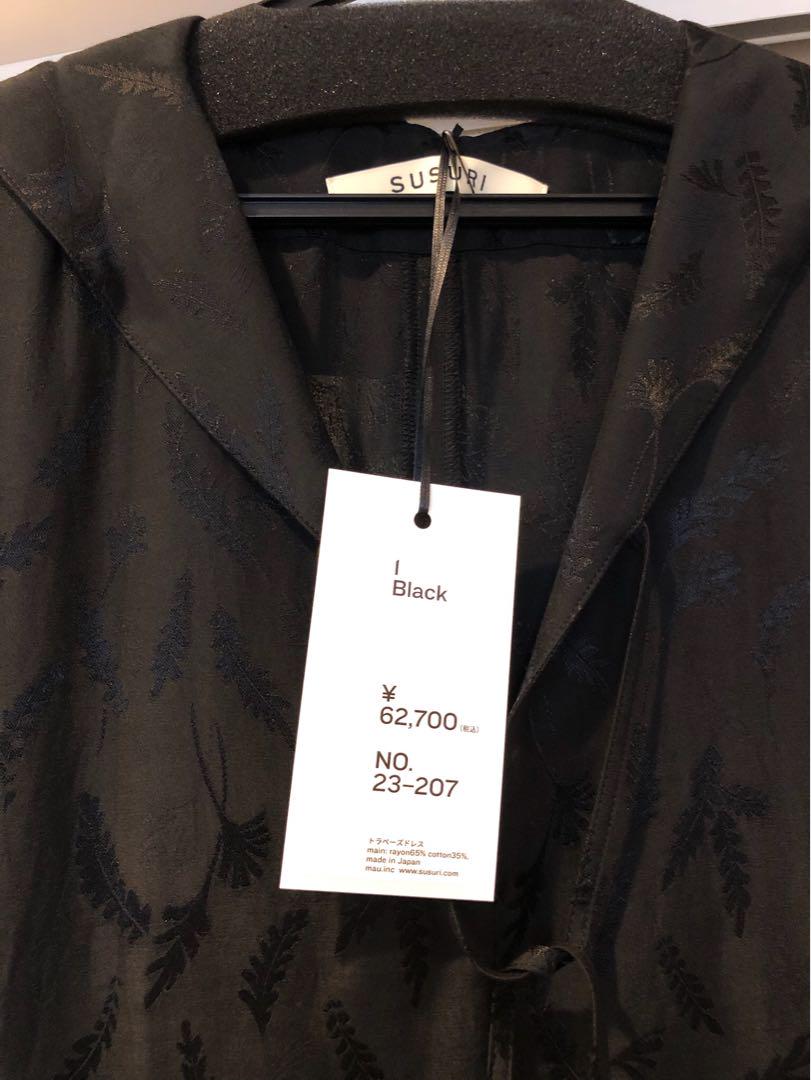 SUSURI
I
Black
¥
62,700(税込)
NO.
23-207
トラペーズドレス
main: rayon65% cotton35%.
made in Japan
mau.inc www.susuri.com